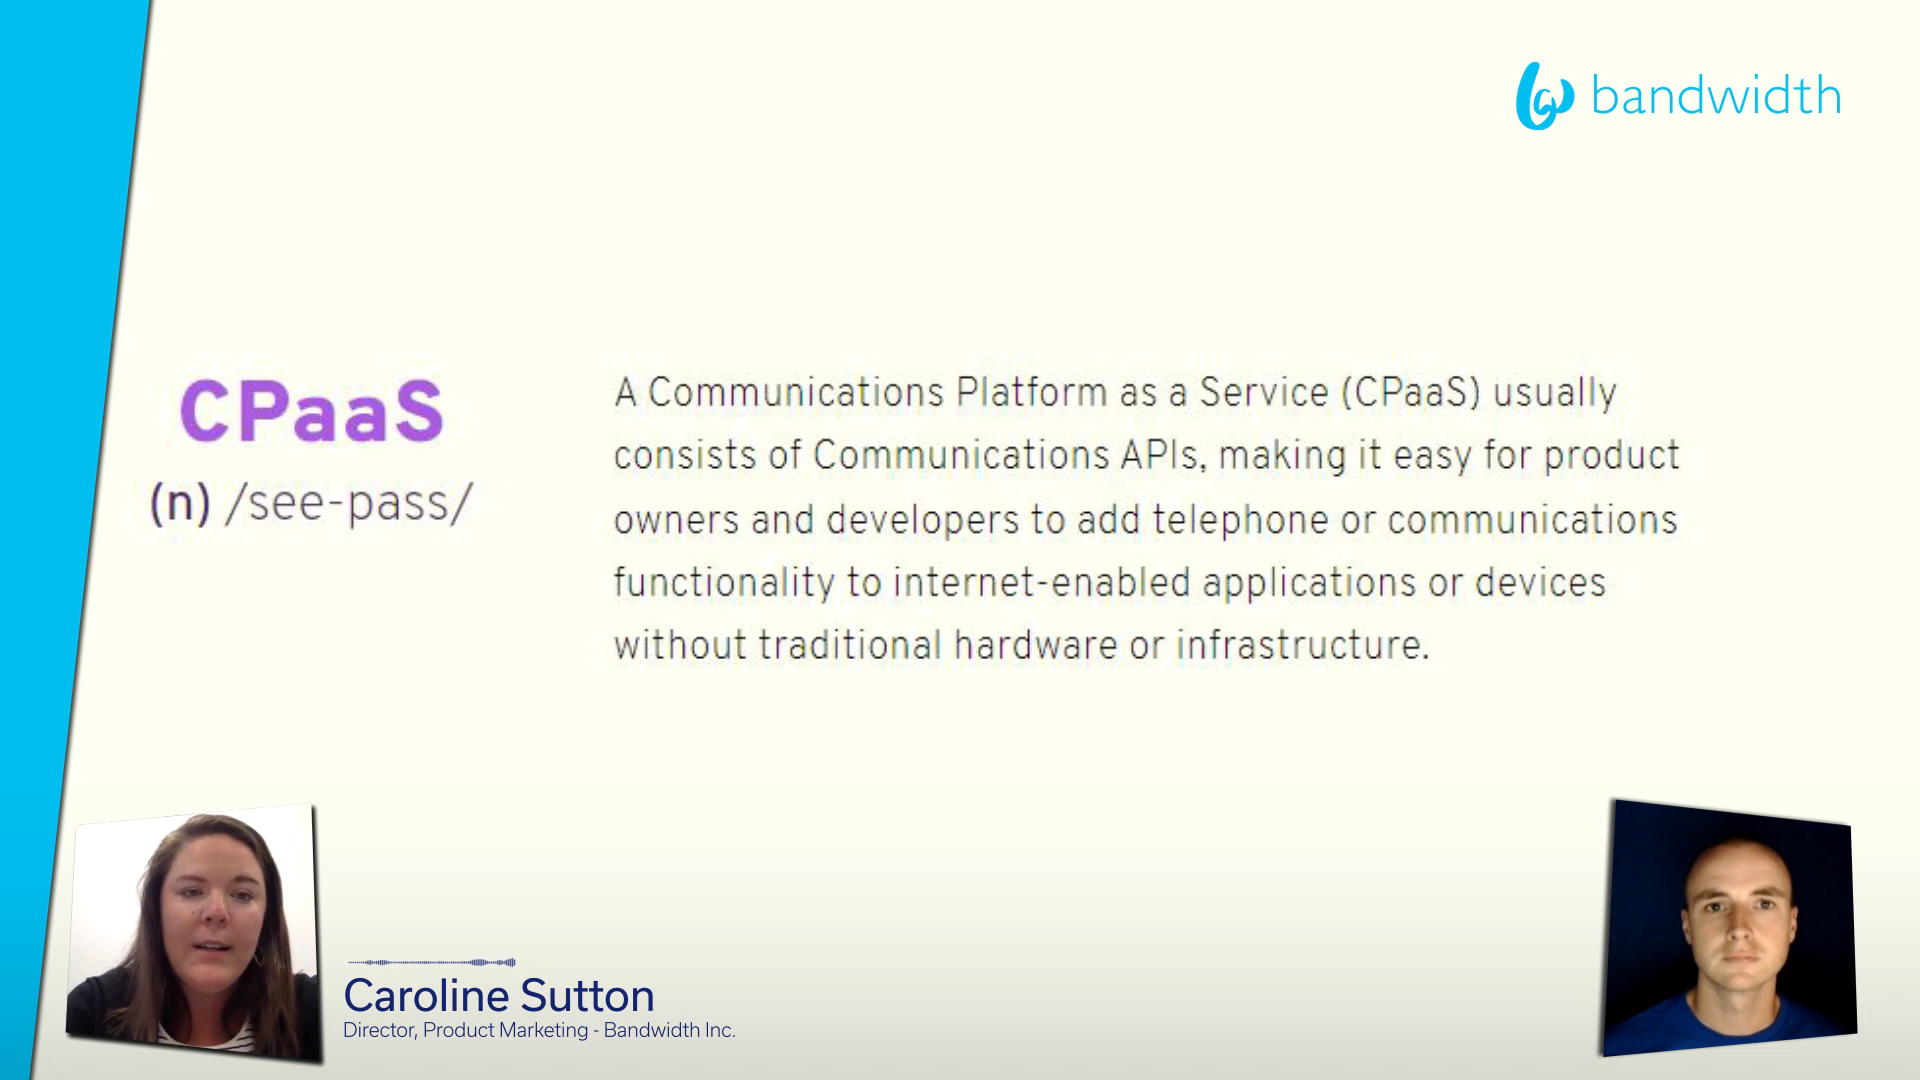 bandwidth
CPaaS
(n) /see-pass/
A Communications Platform as a Service (CPaaS) usually
consists of Communications APIs, making it easy for product
owners and developers to add telephone or communications
functionality to internet-enabled applications or devices
without traditional hardware or infrastructure.
Caroline Sutton
Director, Product Marketing - Bandwidth Inc.